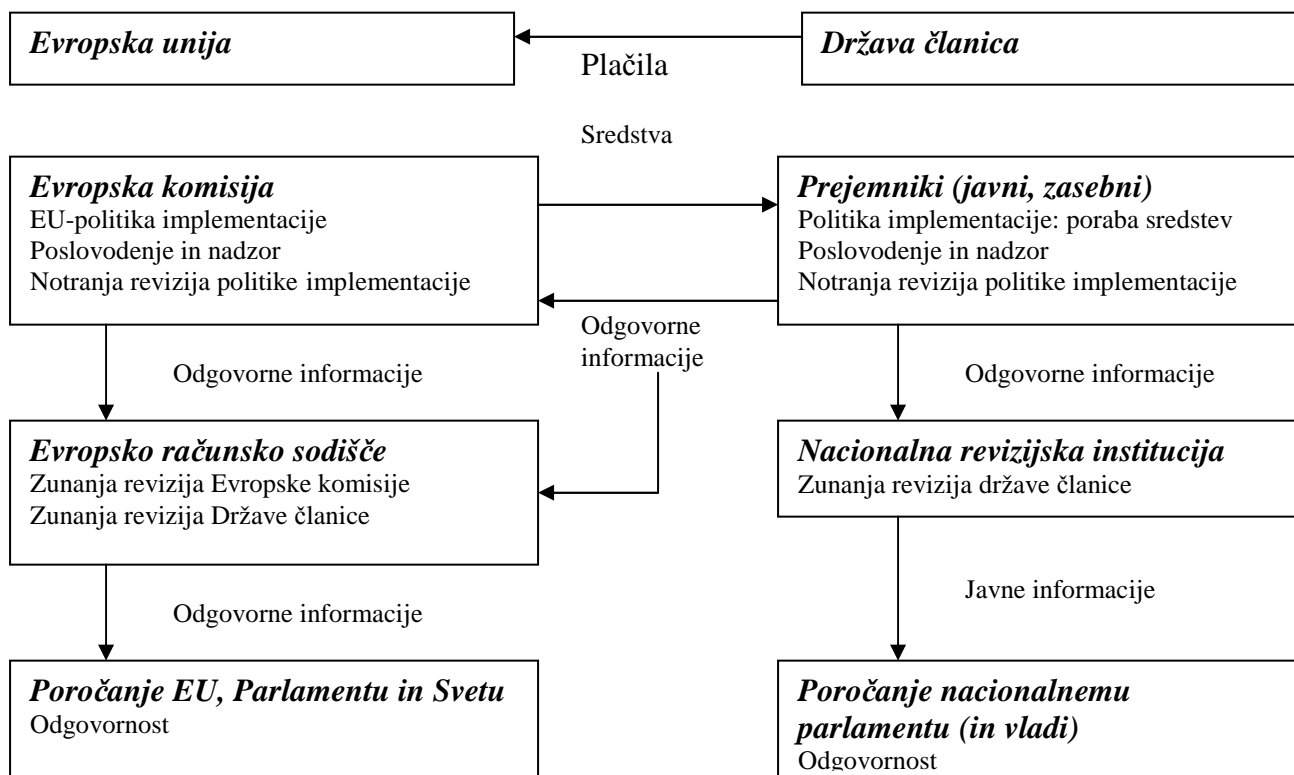 Evropska unija
Država članica
Plačila
Sredstva
Evropska komisija
EU-politika implementacije
Poslovodenje in nadzor
Notranja revizija politike implementacije
Prejemniki (javni, zasebni)
Politika implementacije: poraba sredstev
Poslovodenje in nadzor
Notranja revizija politike implementacije
Odgovorne
informacije
Odgovorne informacije
Odgovorne informacije
Evropsko računsko sodišče
Zunanja revizija Evropske komisije
Zunanja revizija Države članice
Nacionalna revizijska institucija
Zunanja revizija države članice
Odgovorne informacije
Javne informacije
Poročanje EU, Parlamentu in Svetu
Odgovornost
Poročanje nacionalnemu
parlamentu (in vladi)
Odgovornost